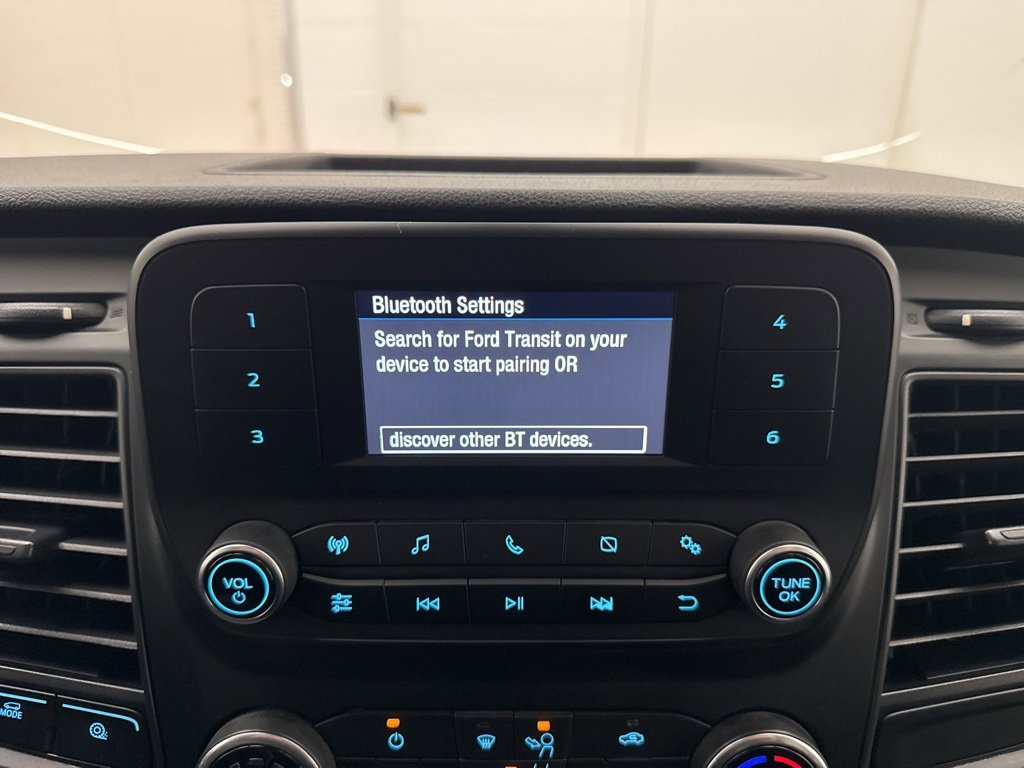 Bluetooth Settings
Search for Ford Transit on your
device to start pairing OR
discover other BT devices.
1
2
3
4
5
6
VOL
TUNE
OK
MODE